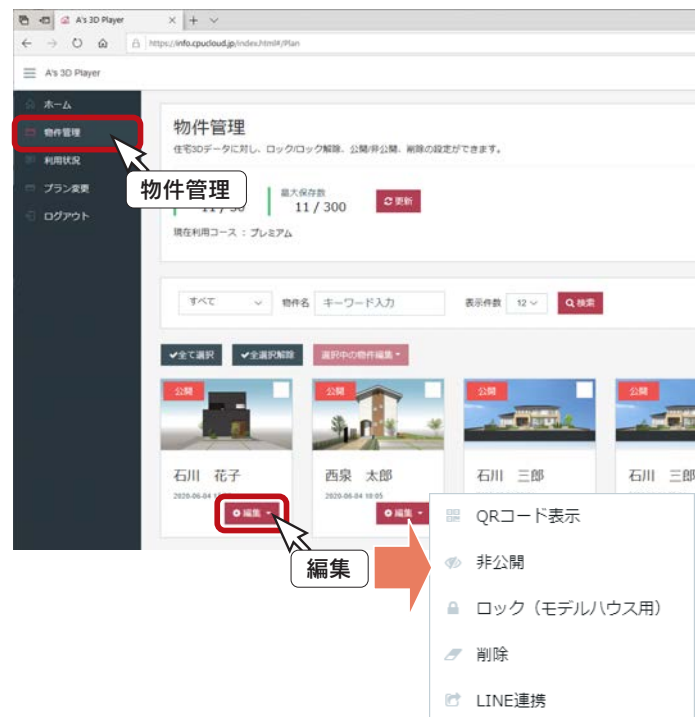 A's 3D Player
https://info.cpucloud.jp/index.html#/Plan
A's 3D Player
ホーム
物件管理
利用状況
プラン変更
ログアウト
物件管理
物件管理
住宅3Dデータに対し、ロック/ロック解除、公開/非公開、削除の設定ができます。
最大保存数
11 / 300
更新
現在利用コース : プレミアム
すべて
物件名
キーワード入力
表示件数
12
検索
全て選択
全選択解除
選択中の物件編集
公開
公開
公開
公開
石川 花子
西泉 太郎
石川 三郎
石川 三郎
2020-06-04
2020-06-04 10:05
編集
編集
編集
QRコード表示
非公開
ロック（モデルハウス用）
削除
LINE連携